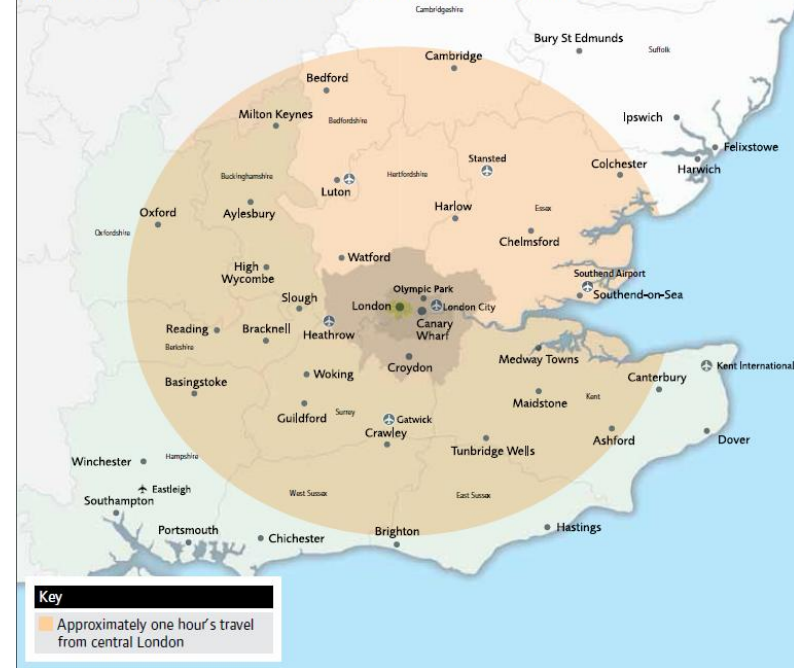 Cambridgeshire
Bury St Edmunds
Suffolk
Cambridge
Bedford
Milton Keynes
Bedfordshire
Ipswich
Felixstowe
Harwich
Stansted
Colchester
Buckinghamshire
Luton
Hertfordshire
Oxford
Aylesbury
Harlow
Essex
Oxfordshire
Chelmsford
Watford
High
Wycombe
Southend Airport
Olympic Park
Slough
London
London City
Southend-on-Sea
Reading
Bracknell
Heathrow
Canary
Wharf
Berkshire
Medway Towns
Croydon
Kent International
Basingstoke
Woking
Canterbury
Maidstone
Kent
Guildford
Surrey
Gatwick
Crawley
Ashford
Dover
Tunbridge Wells
Winchester
Hampshire
Eastleigh
Southampton
West Sussex
East Sussex
Portsmouth
Chichester
Brighton
Hastings
Key
Approximately one hour's travel
from central London